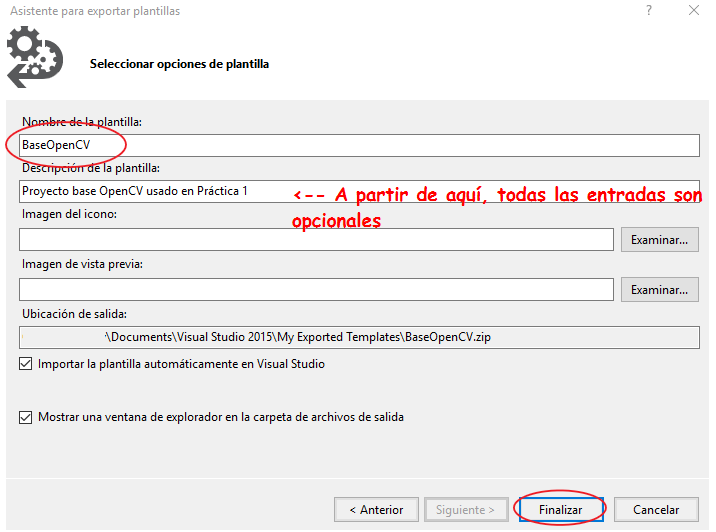 Asistente para exportar plantillas
?
Seleccionar opciones de plantilla
Nombre de la plantilla:
BaseOpenCV
Descripción de la plantilla:
Proyecto base OpenCV usado en Práctica 1
<-- A partir de aquí, todas las entradas son
opcionales
Imagen del icono:
Examinar...
Imagen de vista previa:
Examinar...
Ubicación de salida:
\Documents\Visual Studio 2015\My Exported Templates\BaseOpenCV.zip
Importar la plantilla automáticamente en Visual Studio
Mostrar una ventana de explorador en la carpeta de archivos de salida
< Anterior
Siguiente >
Finalizar
Cancelar